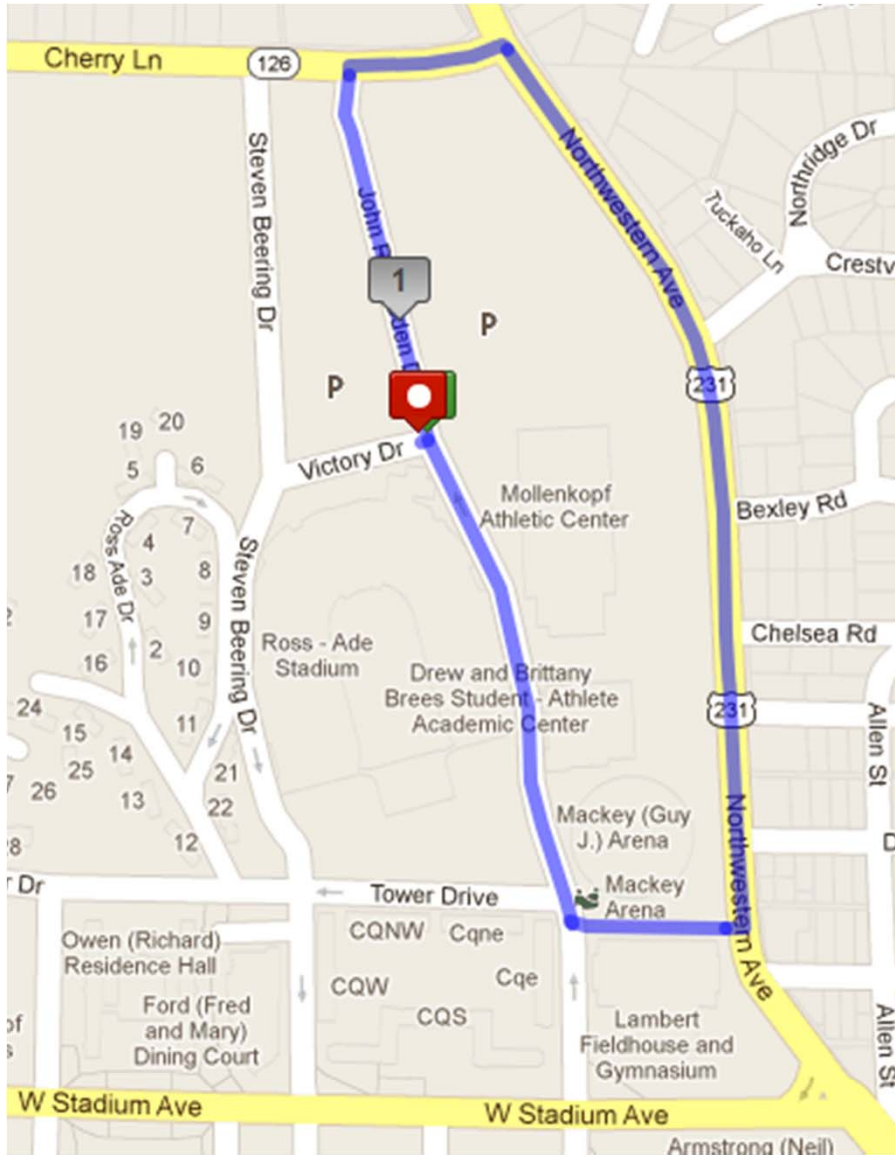 Cherry Ln
126
Steven Beering Dr
John
den
1
Northwestern Ave
Northridge Dr
Tuckaho Ln
Crestv
P
P
231
Victory Dr
Mollenkopf
Athletic Center
Bexley Rd
19
20
5
6
7
4
3
18
8
Ross Ade Dr
17
9
2
16
10
Steven Beering Dr
Ross - Ade
Stadium
Chelsea Rd
Drew and Brittany
Brees Student - Athlete
Academic Center
24
15
11
231
14
25
21
26
13
22
12
Allen St
Mackey (Guy
J.) Arena
Northwestern Ave
28
r Dr
Tower Drive
Mackey
Arena
D
CQNW
Cqne
Owen (Richard)
Residence Hall
CQW
Cqe
CQS
Ford (Fred
and Mary)
Dining Court
of
s
Lambert
Fieldhouse and
Gymnasium
Allen St
W Stadium Ave
W Stadium Ave
Armstrong (Neil)